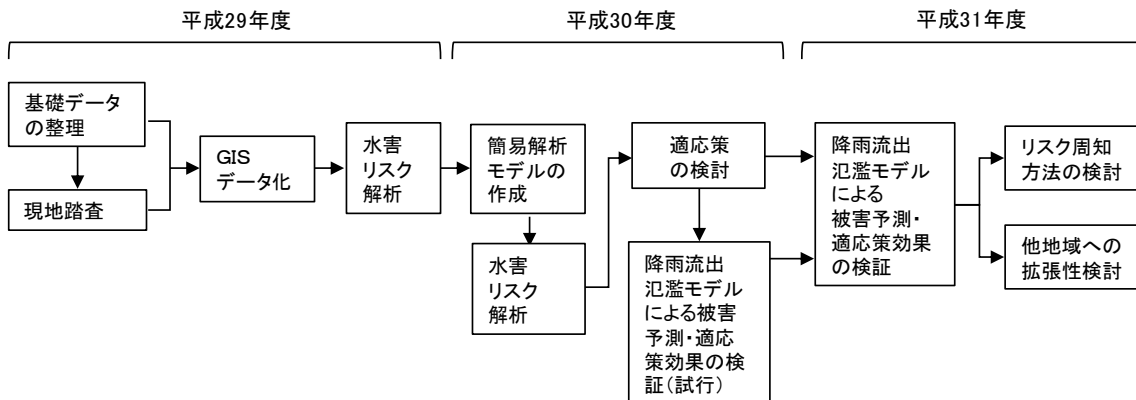 平成29年度
平成30年度
平成31年度
基礎データ
の整理
現地踏査
GIS
データ化
水害
リスク
解析
簡易解析
モデルの
作成
水害
リスク
解析
適応策
の検討
降雨流出
氾濫モデル
による被害
予測・適応
策効果の検
証(試行)
降雨流出
氾濫モデル
による
被害予測・
適応策効果
の検証
リスク周知
方法の検討
他地域への
拡張性検討